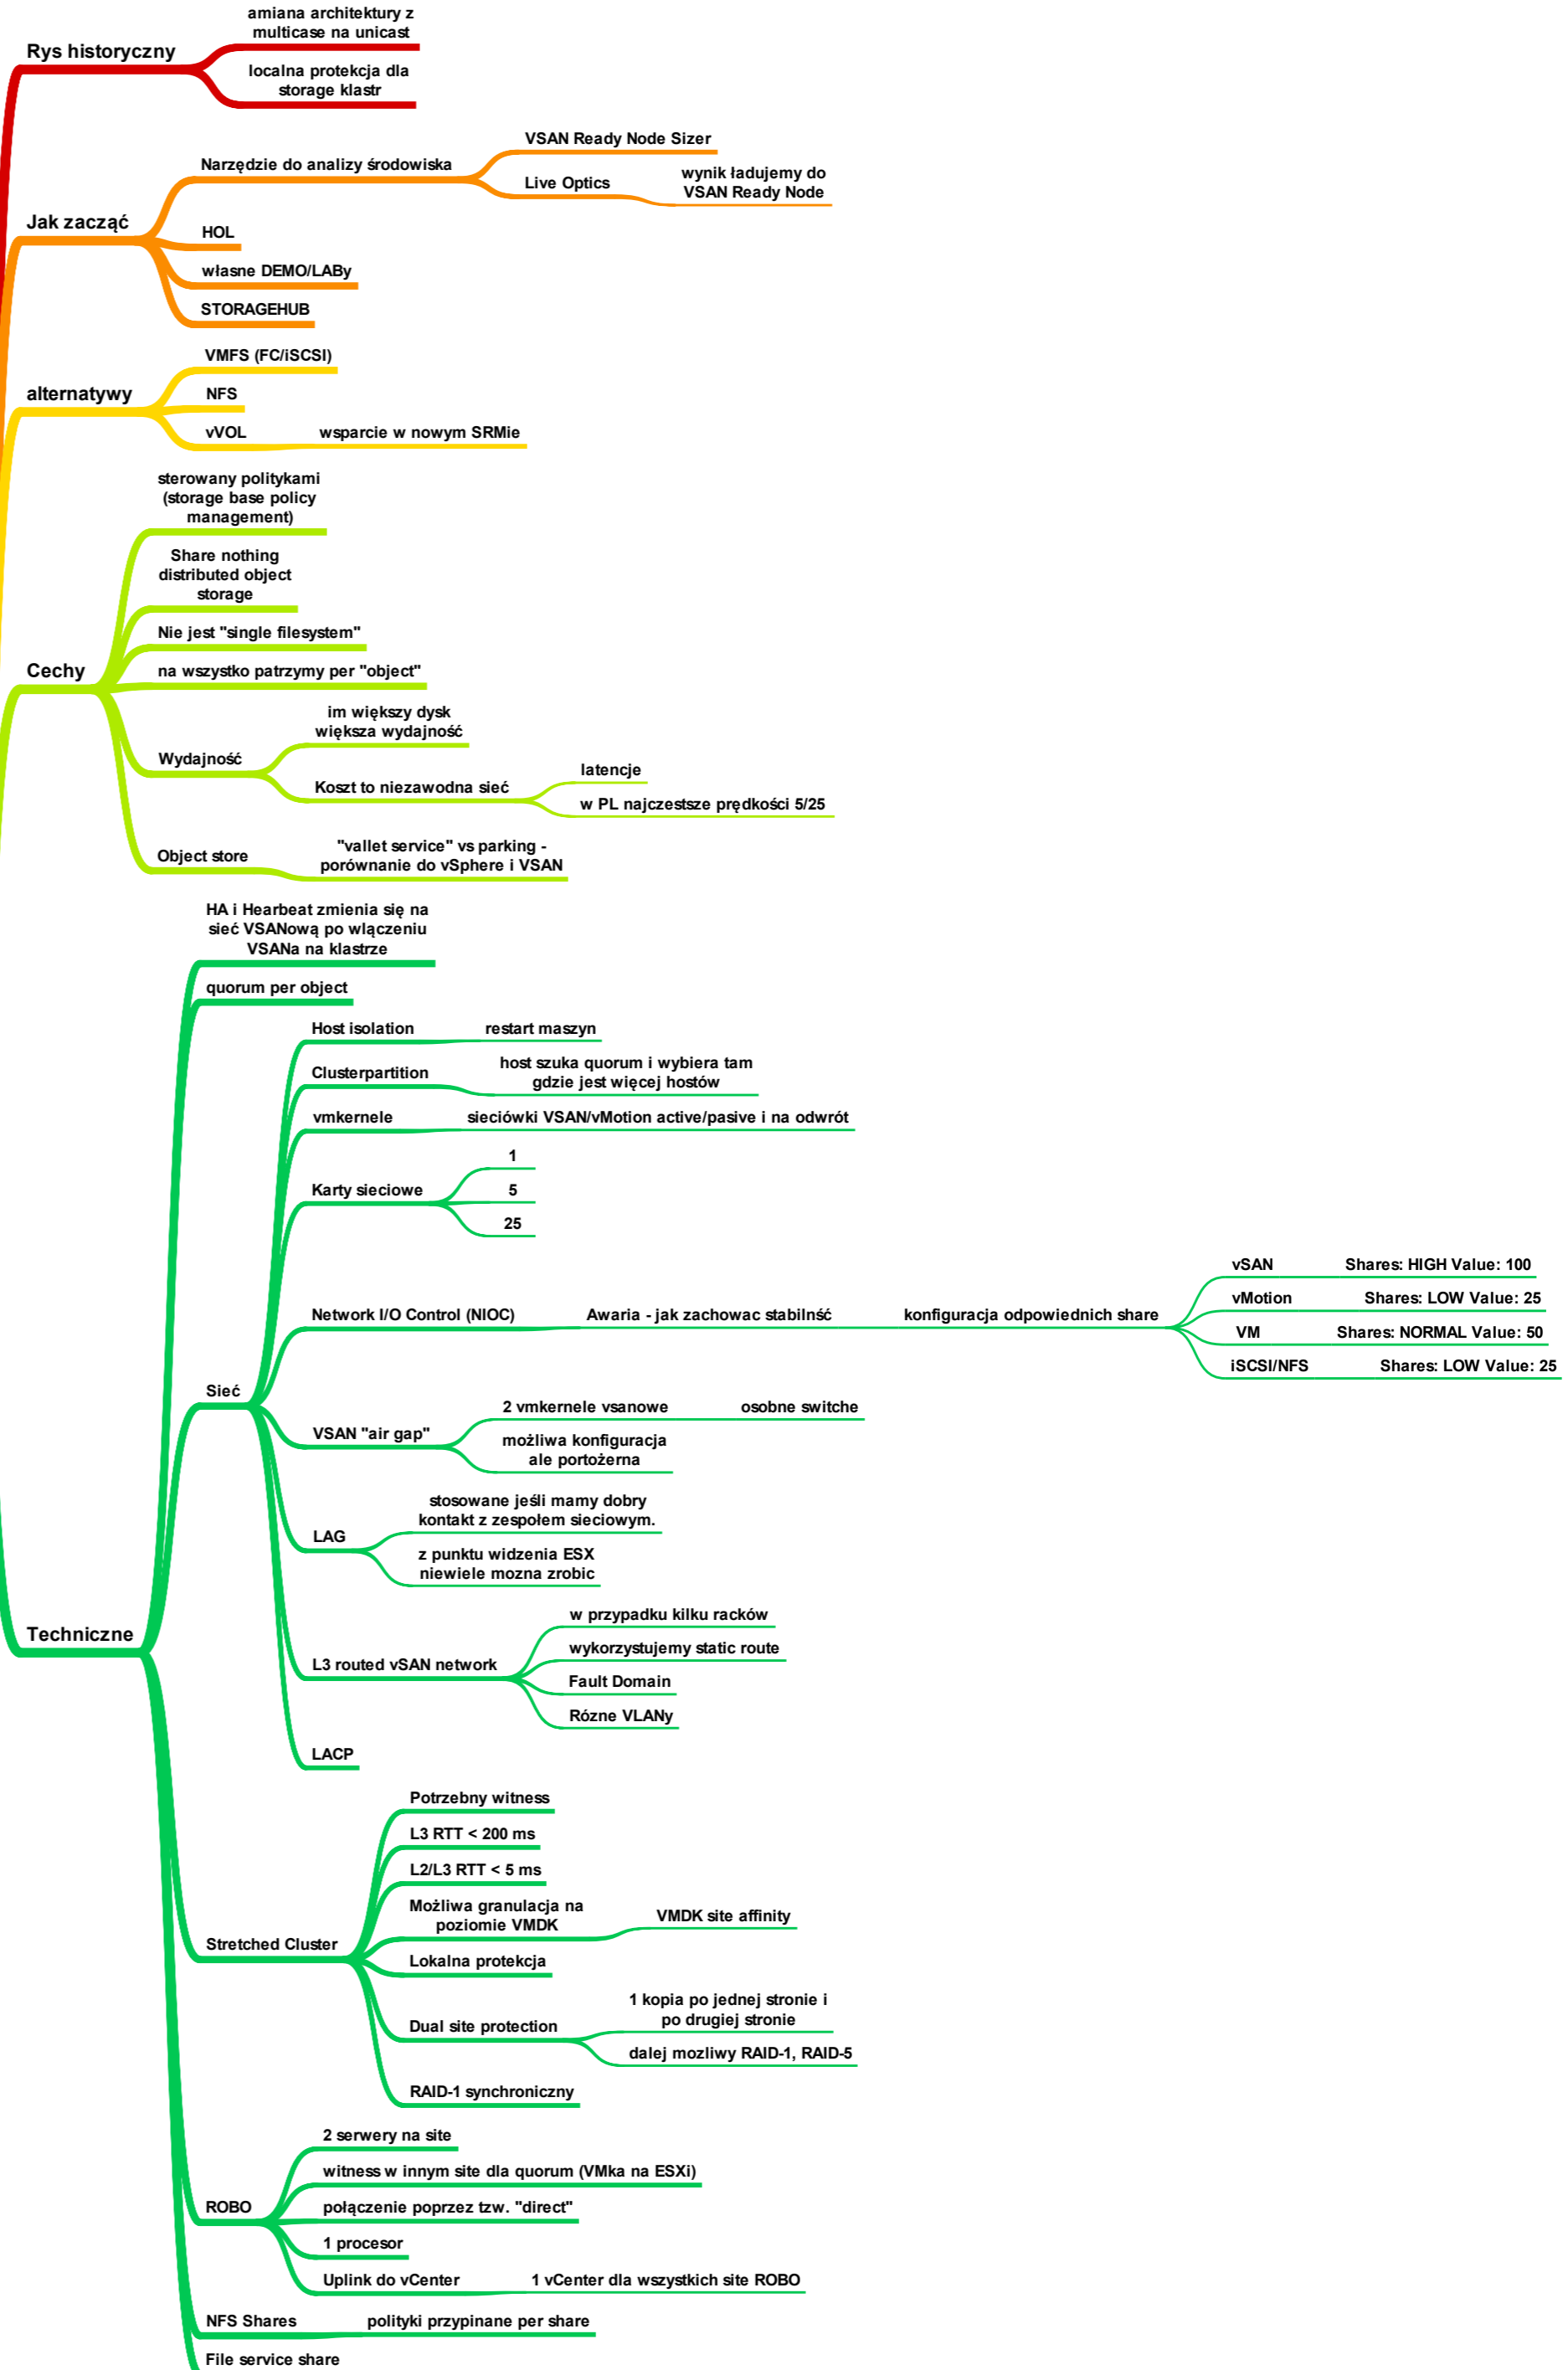 Rys historyczny
amiana architektury z
multicase na unicast
localna protekcja dla
storage klastr
Jak zacząć
Narzędzie do analizy środowiska
VSAN Ready Node Sizer
Live Optics
wynik ładujemy do
VSAN Ready Node
HOL
własne DEMO/LABy
STORAGEHUB
alternatywy
VMFS (FC/iSCSI)
NFS
vVOL
wsparcie w nowym SRMie
Cechy
sterowany politykami
(storage base policy
management)
Share nothing
distributed object
storage
Nie jest "single filesystem"
na wszystko patrzymy per "object"
Wydajność
im większy dysk
większa wydajność
Koszt to niezawodna sieć
latencje
w PL najczestsze prędkości 5/25
Object store
"vallet service" vs parking -
porównanie do vSphere i VSAN
Techniczne
HA i Hearbeat zmienia się na
sieć VSANową po wlączeniu
VSANa na klastrze
quorum per object
Sieć
Host isolation
restart maszyn
Clusterpartition
host szuka quorum i wybiera tam
gdzie jest więcej hostów
vmkernele
sieciówki VSAN/vMotion active/pasive i na odwrót
Karty sieciowe
1
5
25
Network I/O Control (NIOC)
Awaria - jak zachowac stabilnść
konfiguracja odpowiednich share
vSAN
Shares: HIGH Value: 100
vMotion
Shares: LOW Value: 25
VM
Shares: NORMAL Value: 50
iSCSI/NFS
Shares: LOW Value: 25
VSAN "air gap"
2 vmkernele vsanowe
osobne switche
możliwa konfiguracja
ale portożerna
LAG
stosowane jeśli mamy dobry
kontakt z zespołem sieciowym.
z punktu widzenia ESX
niewiele mozna zrobic
L3 routed vSAN network
w przypadku kilku racków
wykorzystujemy static route
Fault Domain
Rózne VLANy
LACP
Stretched Cluster
Potrzebny witness
L3 RTT < 200 ms
L2/L3 RTT < 5 ms
Możliwa granulacja na
poziomie VMDK
VMDK site affinity
Lokalna protekcja
Dual site protection
1 kopia po jednej stronie i
po drugiej stronie
dalej mozliwy RAID-1, RAID-5
RAID-1 synchroniczny
ROBO
2 serwery na site
witness w innym site dla quorum (VMka na ESXi)
połączenie poprzez tzw. "direct"
1 procesor
Uplink do vCenter
1 vCenter dla wszystkich site ROBO
NFS Shares
polityki przypinane per share
File service share